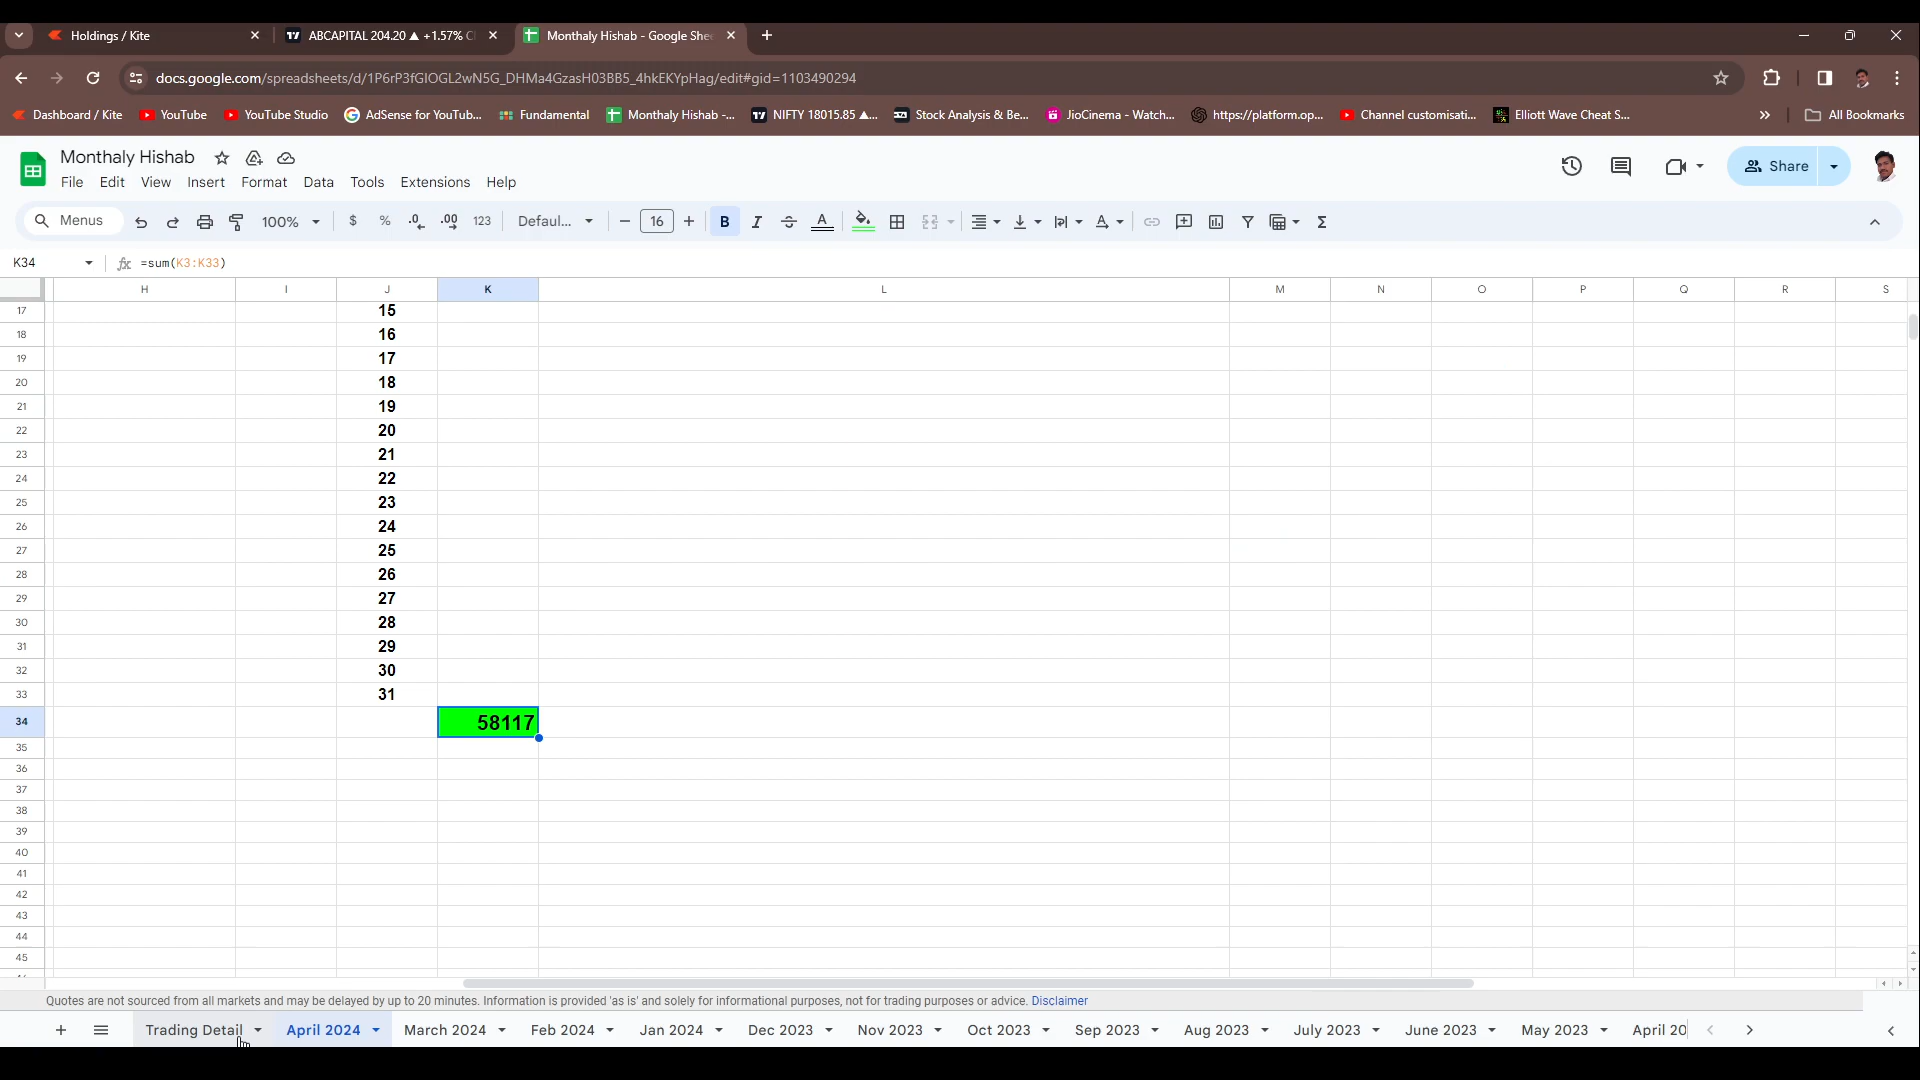 Holdings / Kite
ABCAPITAL 204.20 ▲ +1.57%
Monthaly Hishab - Google She
docs.google.com/spreadsheets/d/1P6rP3fGlOGL2wN5G_DHMa4GzasH03BB5_4hkEKYpHag/edit#gid=1103490294
Dashboard / Kite
YouTube
YouTube Studio
AdSense for YouTub...
Fundamental
Monthaly Hishab -...
NIFTY 18015.85 ▲...
Stock Analysis & Be...
JioCinema - Watch...
https://platform.op...
Channel customisati...
Elliott Wave Cheat S...
»
All Bookmarks
Monthaly Hishab
File Edit View Insert Format Data Tools Extensions Help
Share
Menus
100%
$ % .0 .00 123
Defaul...
− 16 +
B I A
Σ
K34
fx =sum(K3:K33)
H I J K L M N O P Q R S
17 15
18 16
19 17
20 18
21 19
22 20
23 21
24 22
25 23
26 24
27 25
28 26
29 27
30 28
31 29
32 30
33 31
34 58117
35
36
37
38
39
40
41
42
43
44
45
Quotes are not sourced from all markets and may be delayed by up to 20 minutes. Information is provided 'as is' and solely for informational purposes, not for trading purposes or advice. Disclaimer
Trading Detail April 2024 March 2024 Feb 2024 Jan 2024 Dec 2023 Nov 2023 Oct 2023 Sep 2023 Aug 2023 July 2023 June 2023 May 2023 April 20